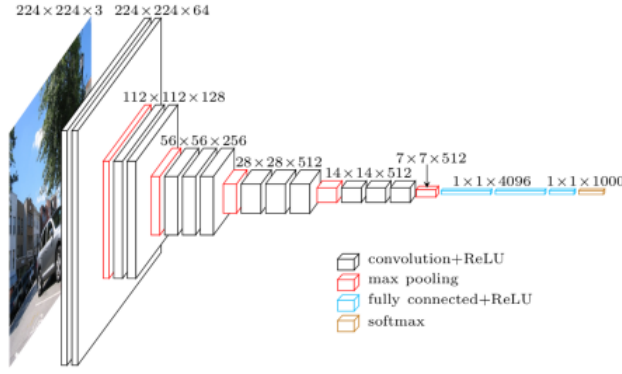 224×224×3
224×224×64
112×112×128
56×56×256
28×28×512
14×14×512
7×7×512
1×1×4096
1×1×1000
convolution+ReLU
max pooling
fully connected+ReLU
softmax